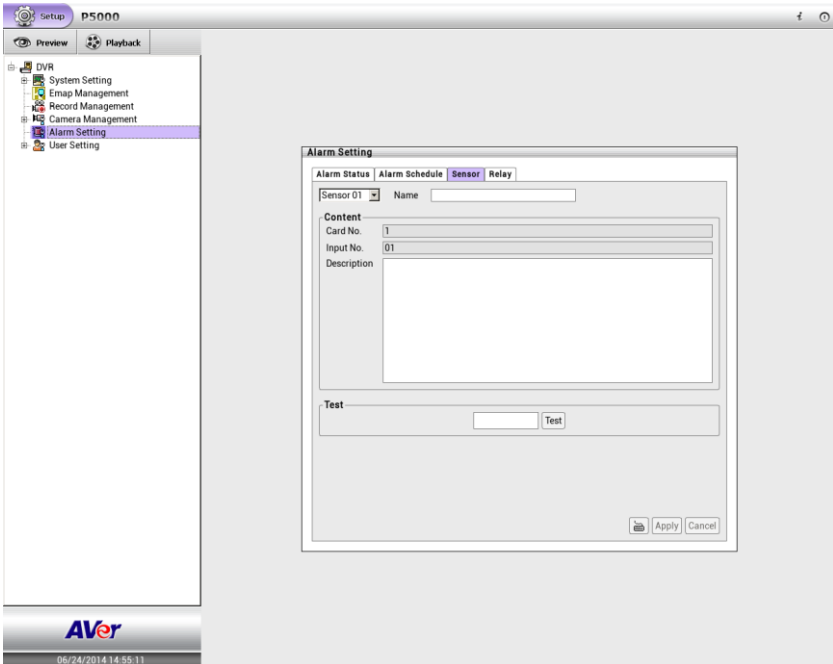 Setup P5000
Preview Playback
DVR
System Setting
Emap Management
Record Management
Camera Management
Alarm Setting
User Setting
Alarm Setting
Alarm Status Alarm Schedule Sensor Relay
Sensor 01 Name
Content
Card No. 1
Input No. 01
Description
Test
Test
Apply Cancel
AVer
06/24/2014 14:55:11